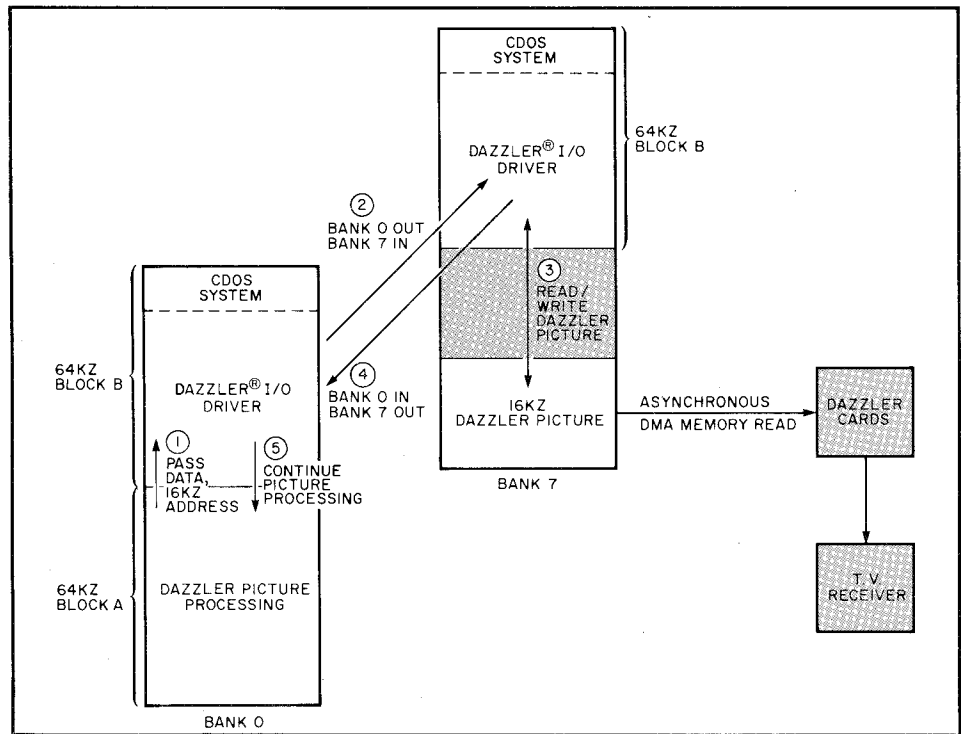 CDOS
SYSTEM
DAZZLER® I/O
DRIVER
64KZ
BLOCK B
②
BANK 0 OUT
BANK 7 IN
③
READ/
WRITE
DAZZLER
PICTURE
CDOS
SYSTEM
64KZ
BLOCK B
DAZZLER® I/O
DRIVER
④
BANK 0 IN
BANK 7 OUT
16KZ
DAZZLER PICTURE
ASYNCHRONOUS
DMA MEMORY READ
DAZZLER
CARDS
①
PASS
DATA,
16KZ
ADDRESS
⑤
CONTINUE
PICTURE
PROCESSING
BANK 7
64KZ
BLOCK A
DAZZLER PICTURE
PROCESSING
T V
RECEIVER
BANK 0